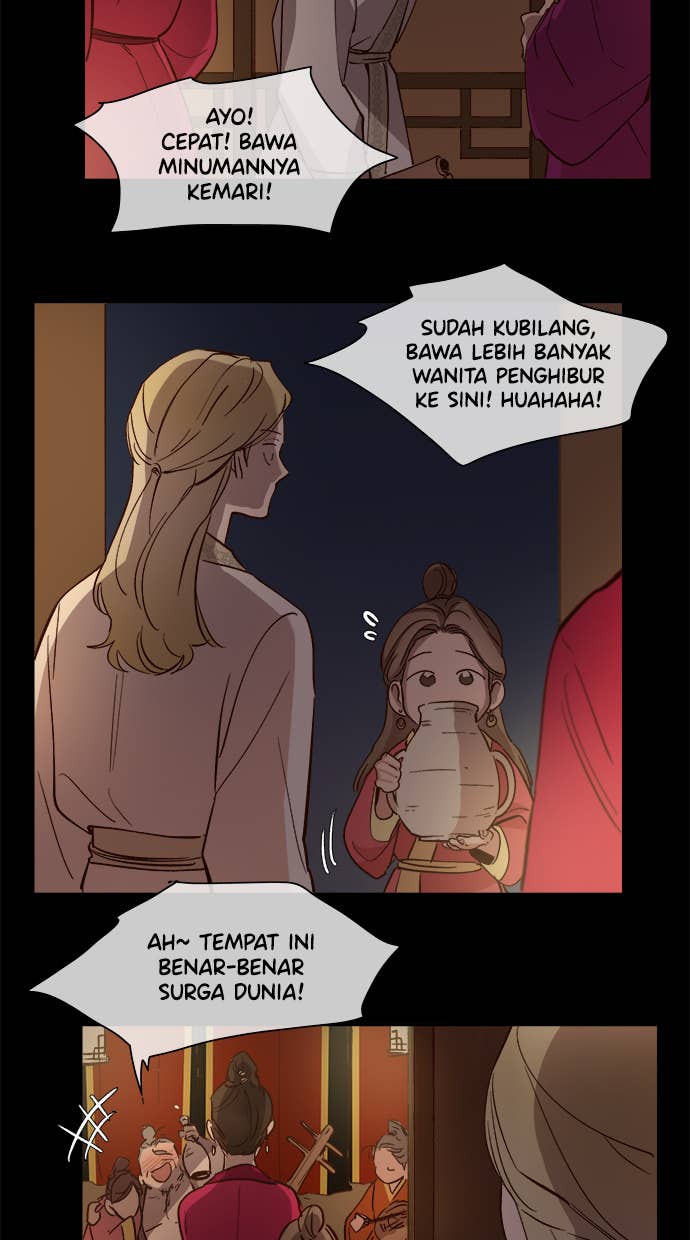 AYO!
CEPAT! BAWA
MINUMANNYA
KEMARI!
SUDAH KUBILANG,
BAWA LEBIH BANYAK
WANITA PENGHIBUR
KE SINI! HUAHAHA!
AH~ TEMPAT INI
BENAR-BENAR
SURGA DUNIA!